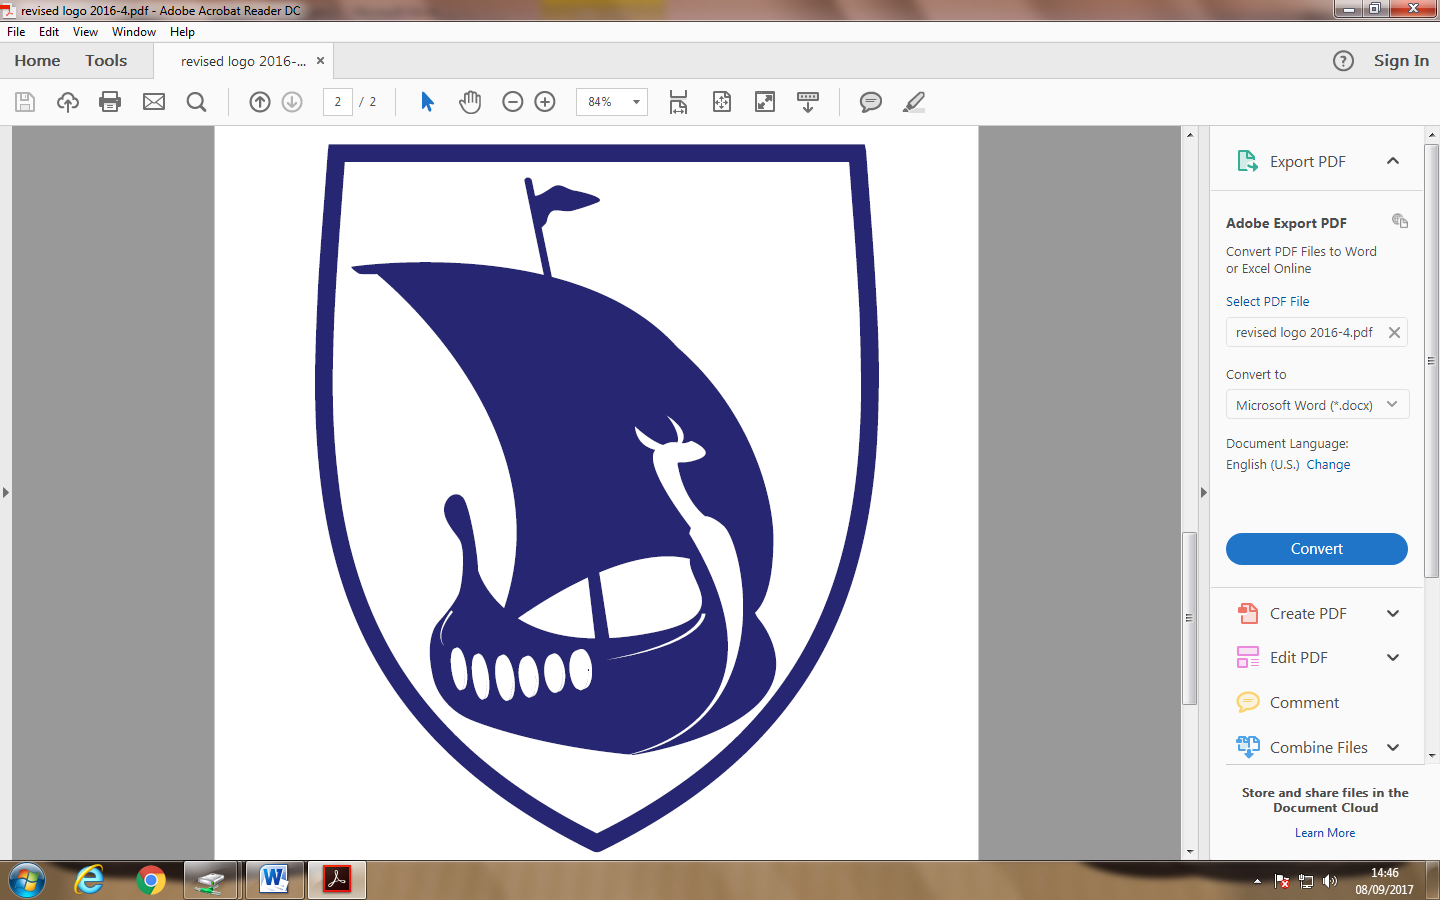 revised logo 2016-4.pdf - Adobe Acrobat Reader DC
File Edit View Window Help
Home Tools revised logo 2016-... × Sign In
2 / 2 84%
Export PDF
Adobe Export PDF
Convert PDF Files to Word
or Excel Online
Select PDF File
revised logo 2016-4.pdf
Convert to
Microsoft Word (*.docx)
Document Language:
English (U.S.) Change
Convert
Create PDF
Edit PDF
Comment
Combine Files
Store and share files in the
Document Cloud
Learn More
14:46
08/09/2017